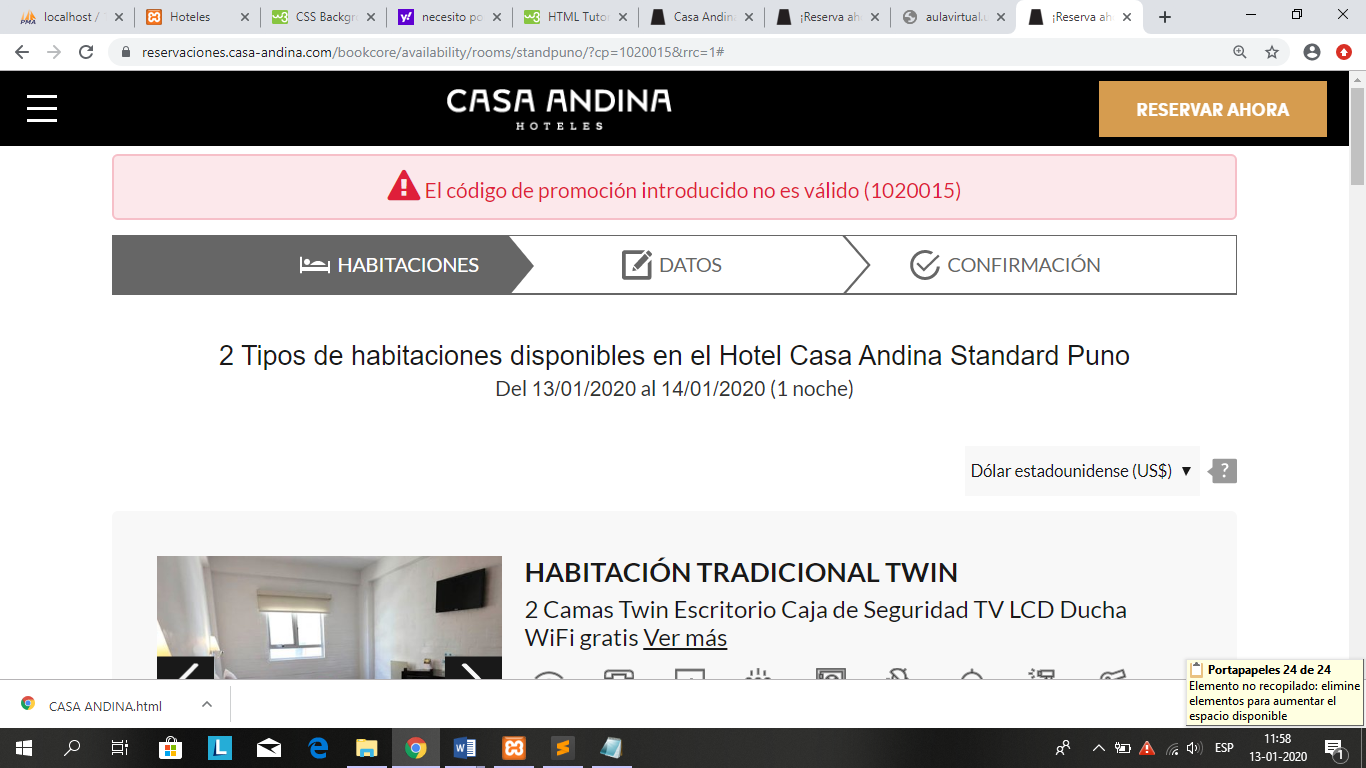 localhost /
Hoteles
CSS Backgr
necesito po
HTML Tutor
Casa Andina
¡Reserva aho
aulavirtual.u
¡Reserva aho
reservaciones.casa-andina.com/bookcore/availability/rooms/standpuno/?cp=1020015&rrc=1#
CASA ANDINA
HOTELES
RESERVAR AHORA
El código de promoción introducido no es válido (1020015)
HABITACIONES
DATOS
CONFIRMACIÓN
2 Tipos de habitaciones disponibles en el Hotel Casa Andina Standard Puno
Del 13/01/2020 al 14/01/2020 (1 noche)
Dólar estadounidense (US$) ▼
?
HABITACIÓN TRADICIONAL TWIN
2 Camas Twin Escritorio Caja de Seguridad TV LCD Ducha
WiFi gratis Ver más
Portapapeles 24 de 24
Elemento no recopilado: elimine
elementos para aumentar el
espacio disponible
CASA ANDINA.html
ESP
11:58
13-01-2020
1